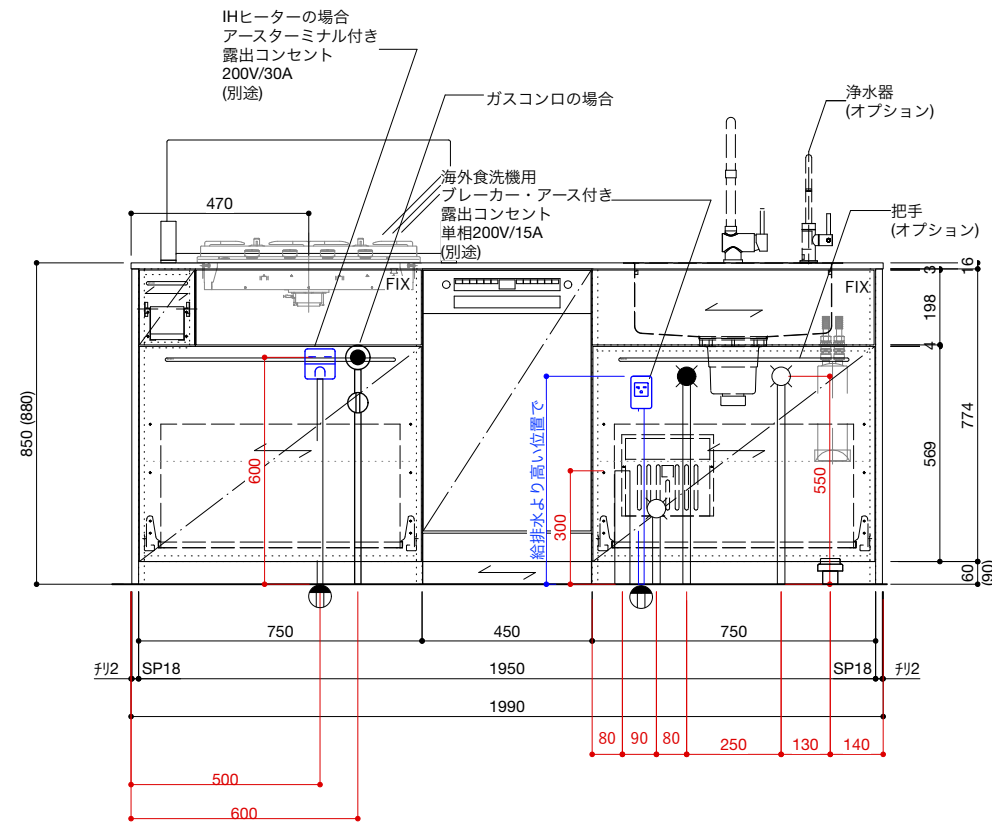 IHヒーターの場合
アースターミナル付き
露出コンセント
200V/30A
(別途)
ガスコンロの場合
浄水器
(オプション)
海外食洗機用
ブレーカー・アース付き
露出コンセント
単相200V/15A
(別途)
把手
(オプション)
470
FIX
FIX
16
3
198
4
850 (880)
774
569
600
給排水より高い位置で
300
550
60
(90)
750
450
750
チリ2
SP18
1950
SP18
チリ2
1990
80
90
80
250
130
140
500
600